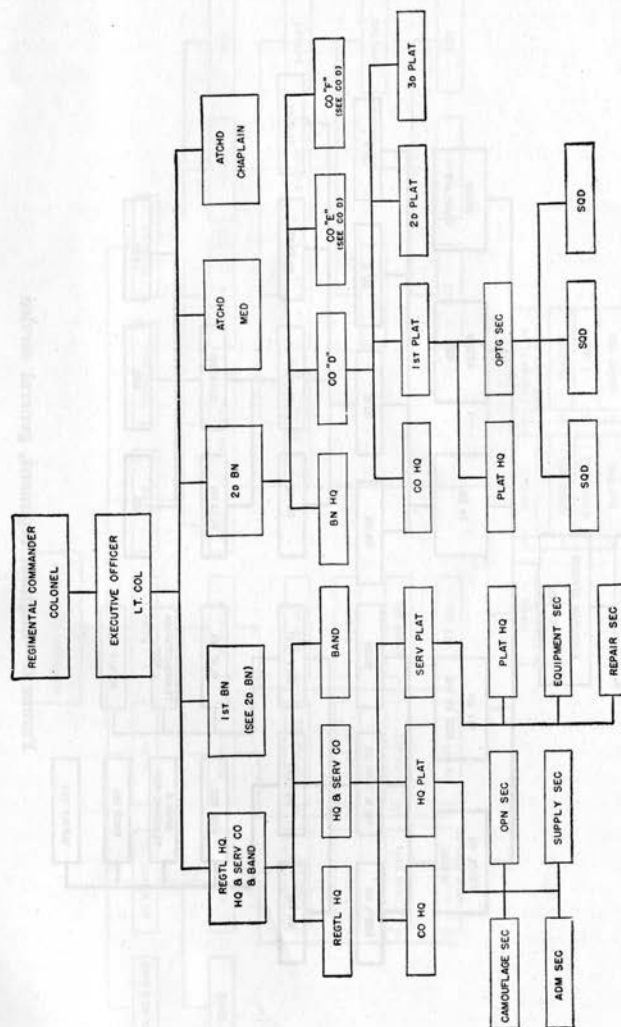 REGIMENTAL COMMANDER
COLONEL
EXECUTIVE OFFICER
LT. COL
REGTL HQ
HQ & SERV CO
& BAND
1ST BN
(SEE 2D BN)
2D BN
ATCHD
MED
ATCHD
CHAPLAIN
REGTL HQ
HQ & SERV CO
BAND
BN HQ
CO "D"
CO "E"
(SEE CO D)
CO "F"
(SEE CO D)
CO HQ
HQ PLAT
SERV PLAT
CO HQ
1ST PLAT
2D PLAT
3D PLAT
CAMOUFLAGE SEC
OPN SEC
PLAT HQ
PLAT HQ
OPTG SEC
ADM SEC
SUPPLY SEC
EQUIPMENT SEC
REPAIR SEC
SQD
SQD
SQD